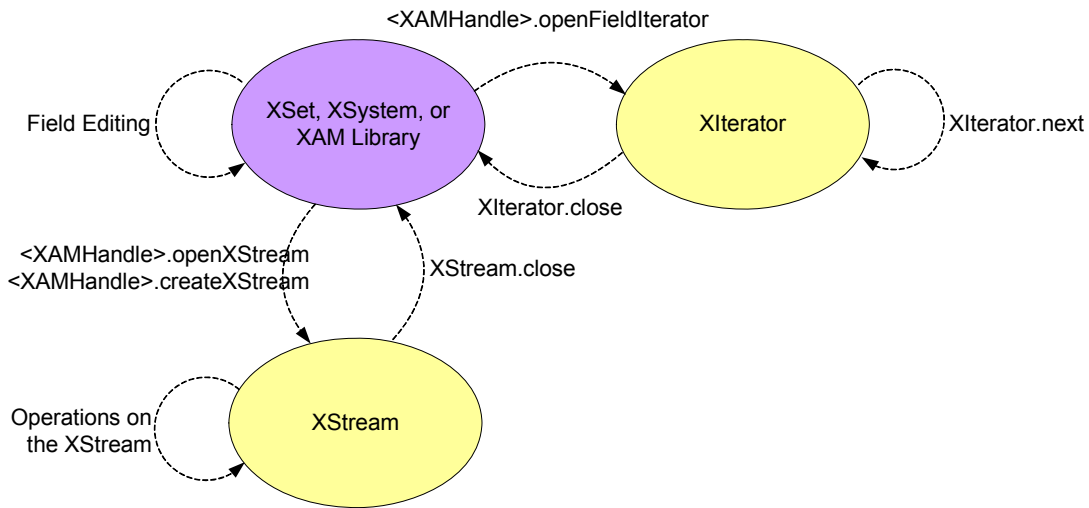 <XAMHandle>.openFieldIterator
Field Editing
XSet, XSystem, or
XAM Library
XIterator
XIterator.next
XIterator.close
<XAMHandle>.openXStream
<XAMHandle>.createXStream
XStream.close
Operations on
the XStream
XStream